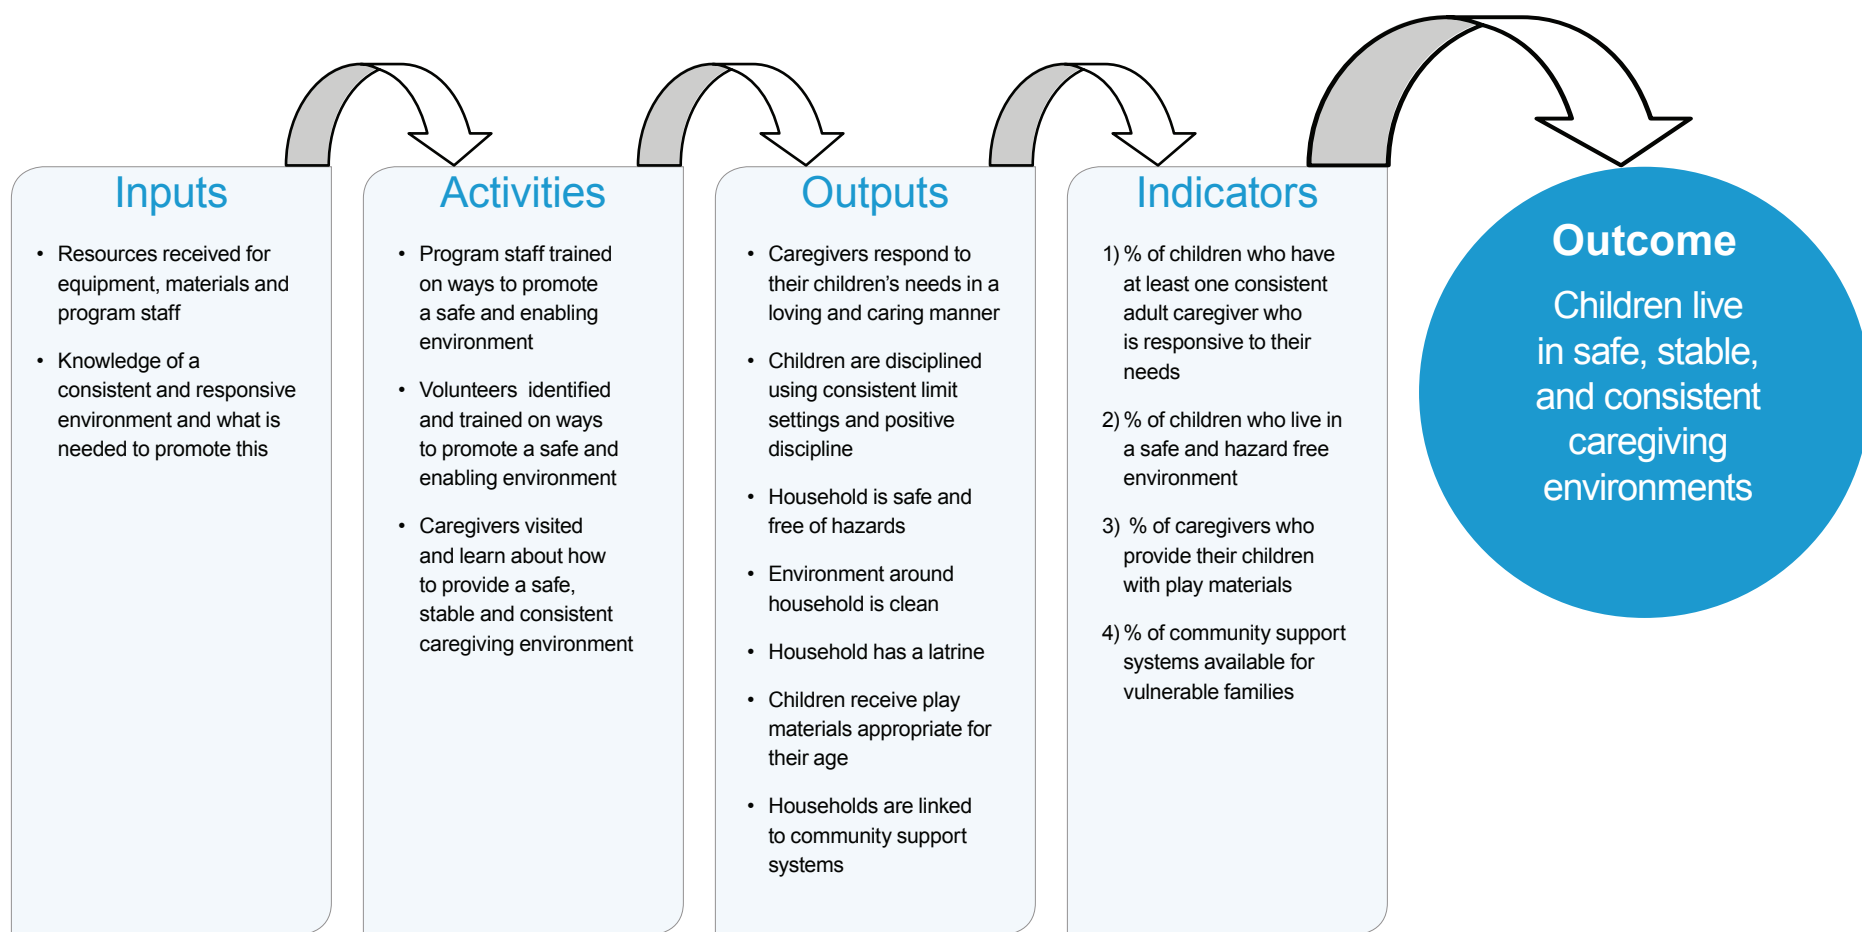 Inputs
• Resources received for
equipment, materials and
program staff
• Knowledge of a
consistent and responsive
environment and what is
needed to promote this
Activities
• Program staff trained
on ways to promote
a safe and enabling
environment
• Volunteers identified
and trained on ways
to promote a safe and
enabling environment
• Caregivers visited
and learn about how
to provide a safe,
stable and consistent
caregiving environment
Outputs
• Caregivers respond to
their children’s needs in a
loving and caring manner
• Children are disciplined
using consistent limit
settings and positive
discipline
• Household is safe and
free of hazards
• Environment around
household is clean
• Household has a latrine
• Children receive play
materials appropriate for
their age
• Households are linked
to community support
systems
Indicators
1) % of children who have
at least one consistent
adult caregiver who
is responsive to their
needs
2) % of children who live in
a safe and hazard free
environment
3) % of caregivers who
provide their children
with play materials
4) % of community support
systems available for
vulnerable families
Outcome
Children live
in safe, stable,
and consistent
caregiving
environments